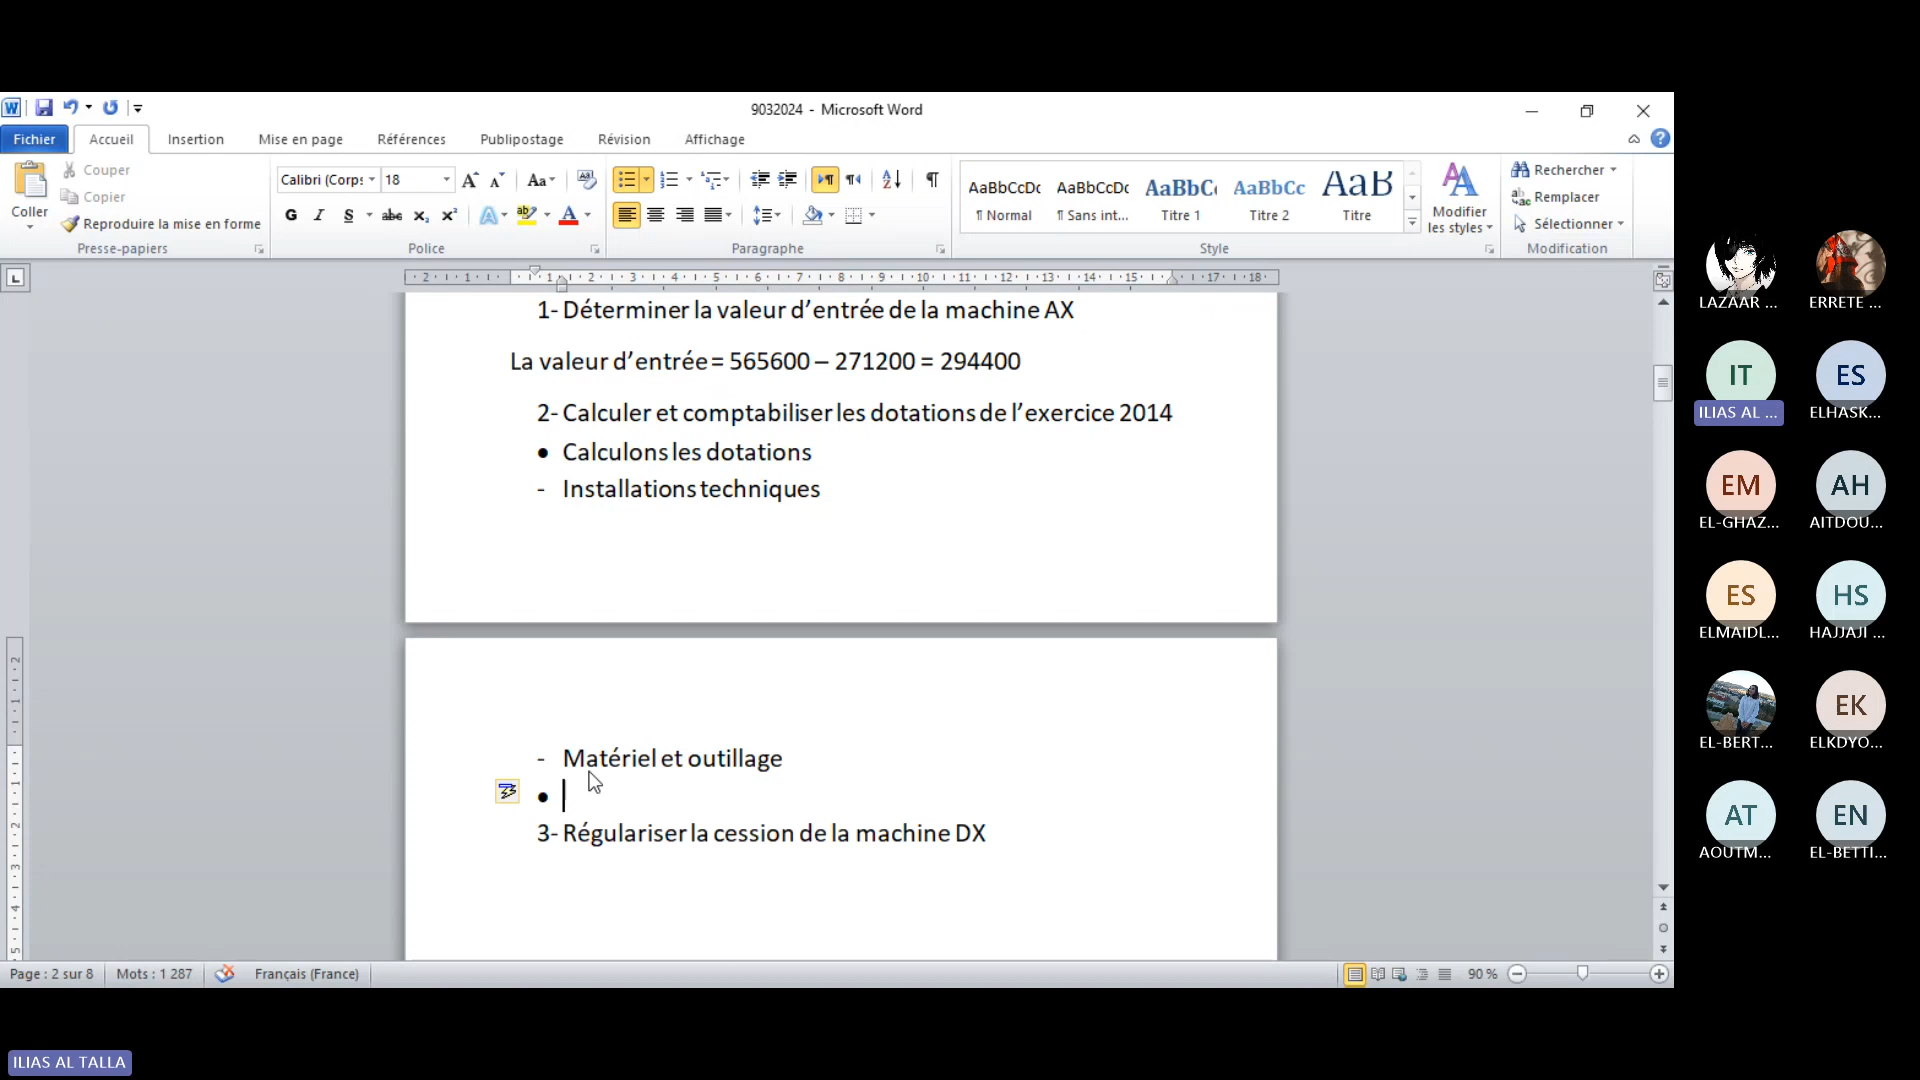 9032024 - Microsoft Word
Fichier Accueil Insertion Mise en page Références Publipostage Révision Affichage
Coller
Couper
Copier
Reproduire la mise en forme
Presse-papiers
Calibri (Corps 18
Police
Paragraphe
AaBbCcDc AaBbCcDc AaBbC AaBbCc AaB
¶ Normal ¶ Sans int... Titre 1 Titre 2 Titre
Style
Modifier
les styles
Rechercher
Remplacer
Sélectionner
Modification
1- Déterminer la valeur d’entrée de la machine AX
La valeur d’entrée = 565600 – 271200 = 294400
2- Calculer et comptabiliser les dotations de l’exercice 2014
• Calculons les dotations
- Installations techniques
- Matériel et outillage
•
3- Régulariser la cession de la machine DX
Page : 2 sur 8 Mots : 1 287 Français (France) 90 %
LAZAAR ... ERRETE ...
IT ES
ILIAS AL ... ELHASK...
EM AH
EL-GHAZ... AITDOU...
ES HS
ELMAIDL... HAJJAJI ...
EK
EL-BERT... ELKDYO...
AT EN
AOUTM... EL-BETTI...
ILIAS AL TALLA